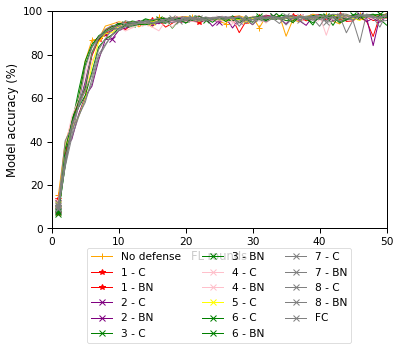 100
80
60
40
20
0
Model accuracy (%)
0 10 20 30 40 50
No defense
1 - C
1 - BN
2 - C
2 - BN
3 - C
3 - BN
4 - C
4 - BN
5 - C
6 - C
6 - BN
7 - C
7 - BN
8 - C
8 - BN
FC